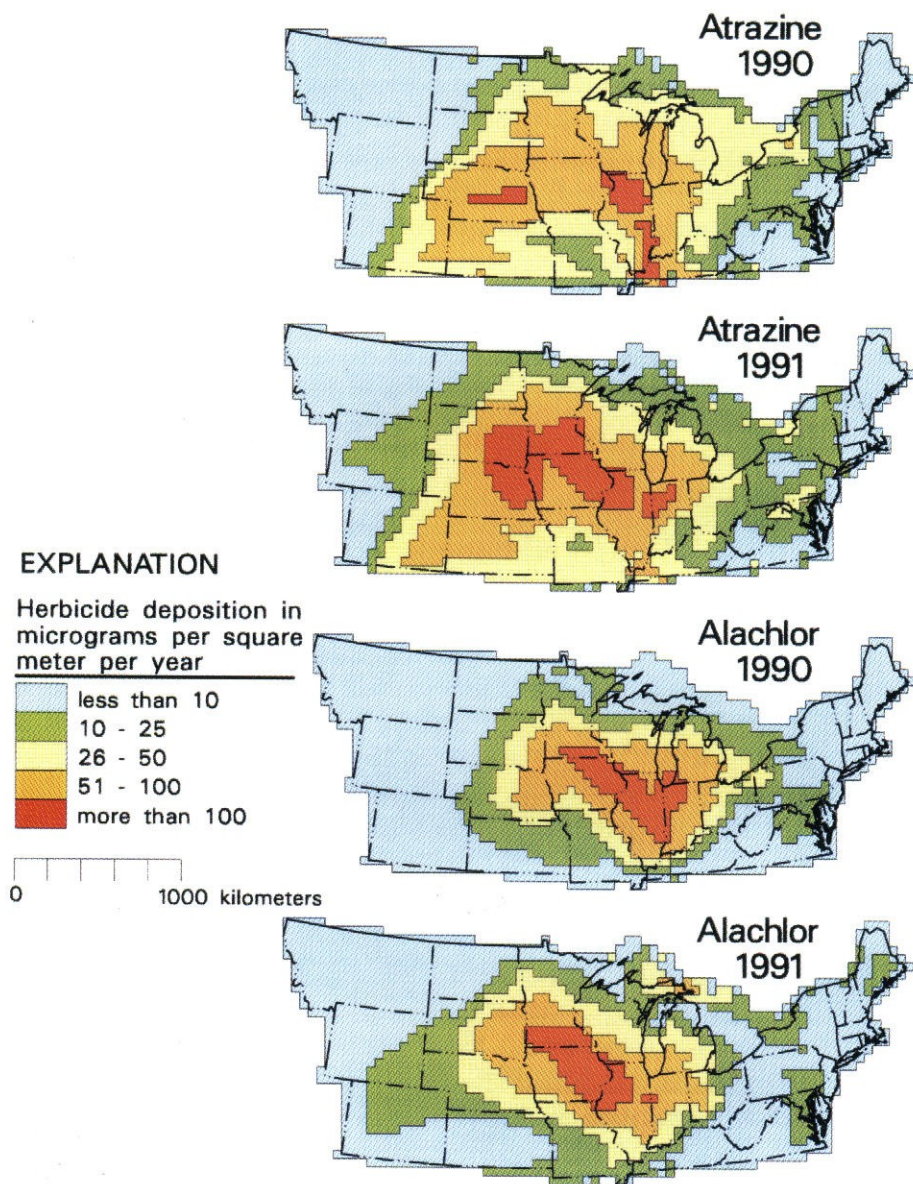 Atrazine
1990
Atrazine
1991
EXPLANATION
Herbicide deposition in
micrograms per square
meter per year
less than 10
10 - 25
26 - 50
51 - 100
more than 100
0 1000 kilometers
Alachlor
1990
Alachlor
1991